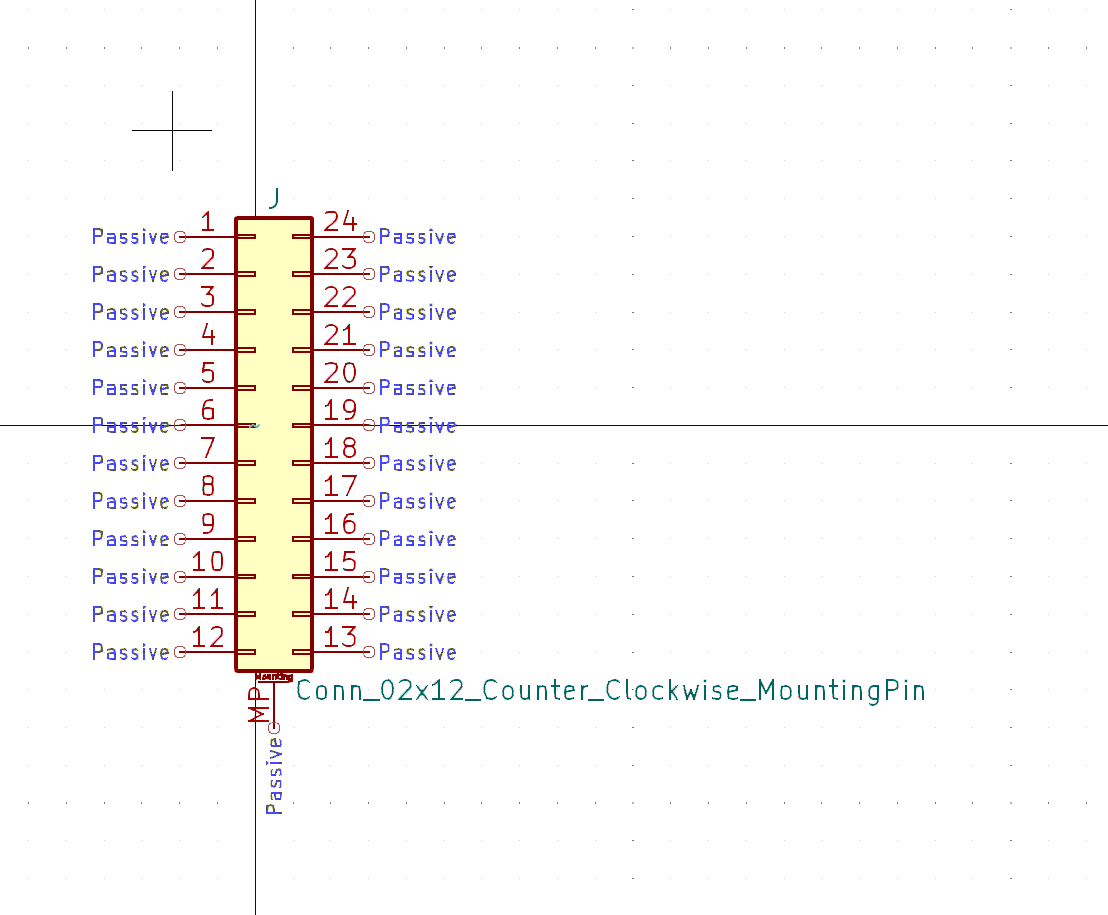 J
Passive 1 24 Passive
Passive 2 23 Passive
Passive 3 22 Passive
Passive 4 21 Passive
Passive 5 20 Passive
Passive 6 19 Passive
Passive 7 18 Passive
Passive 8 17 Passive
Passive 9 16 Passive
Passive 10 15 Passive
Passive 11 14 Passive
Passive 12 13 Passive
Mounting
MP
Conn_02x12_Counter_Clockwise_MountingPin
Passive